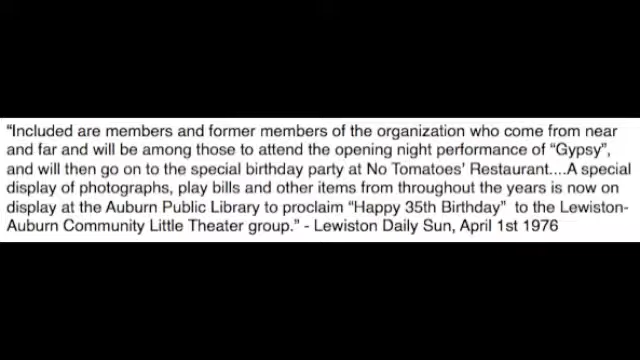 “Included are members and former members of the organization who come from near
and far and will be among those to attend the opening night performance of “Gypsy”,
and will then go on to the special birthday party at No Tomatoes’ Restaurant....A special
display of photographs, play bills and other items from throughout the years is now on
display at the Auburn Public Library to proclaim “Happy 35th Birthday” to the Lewiston-
Auburn Community Little Theater group.” - Lewiston Daily Sun, April 1st 1976